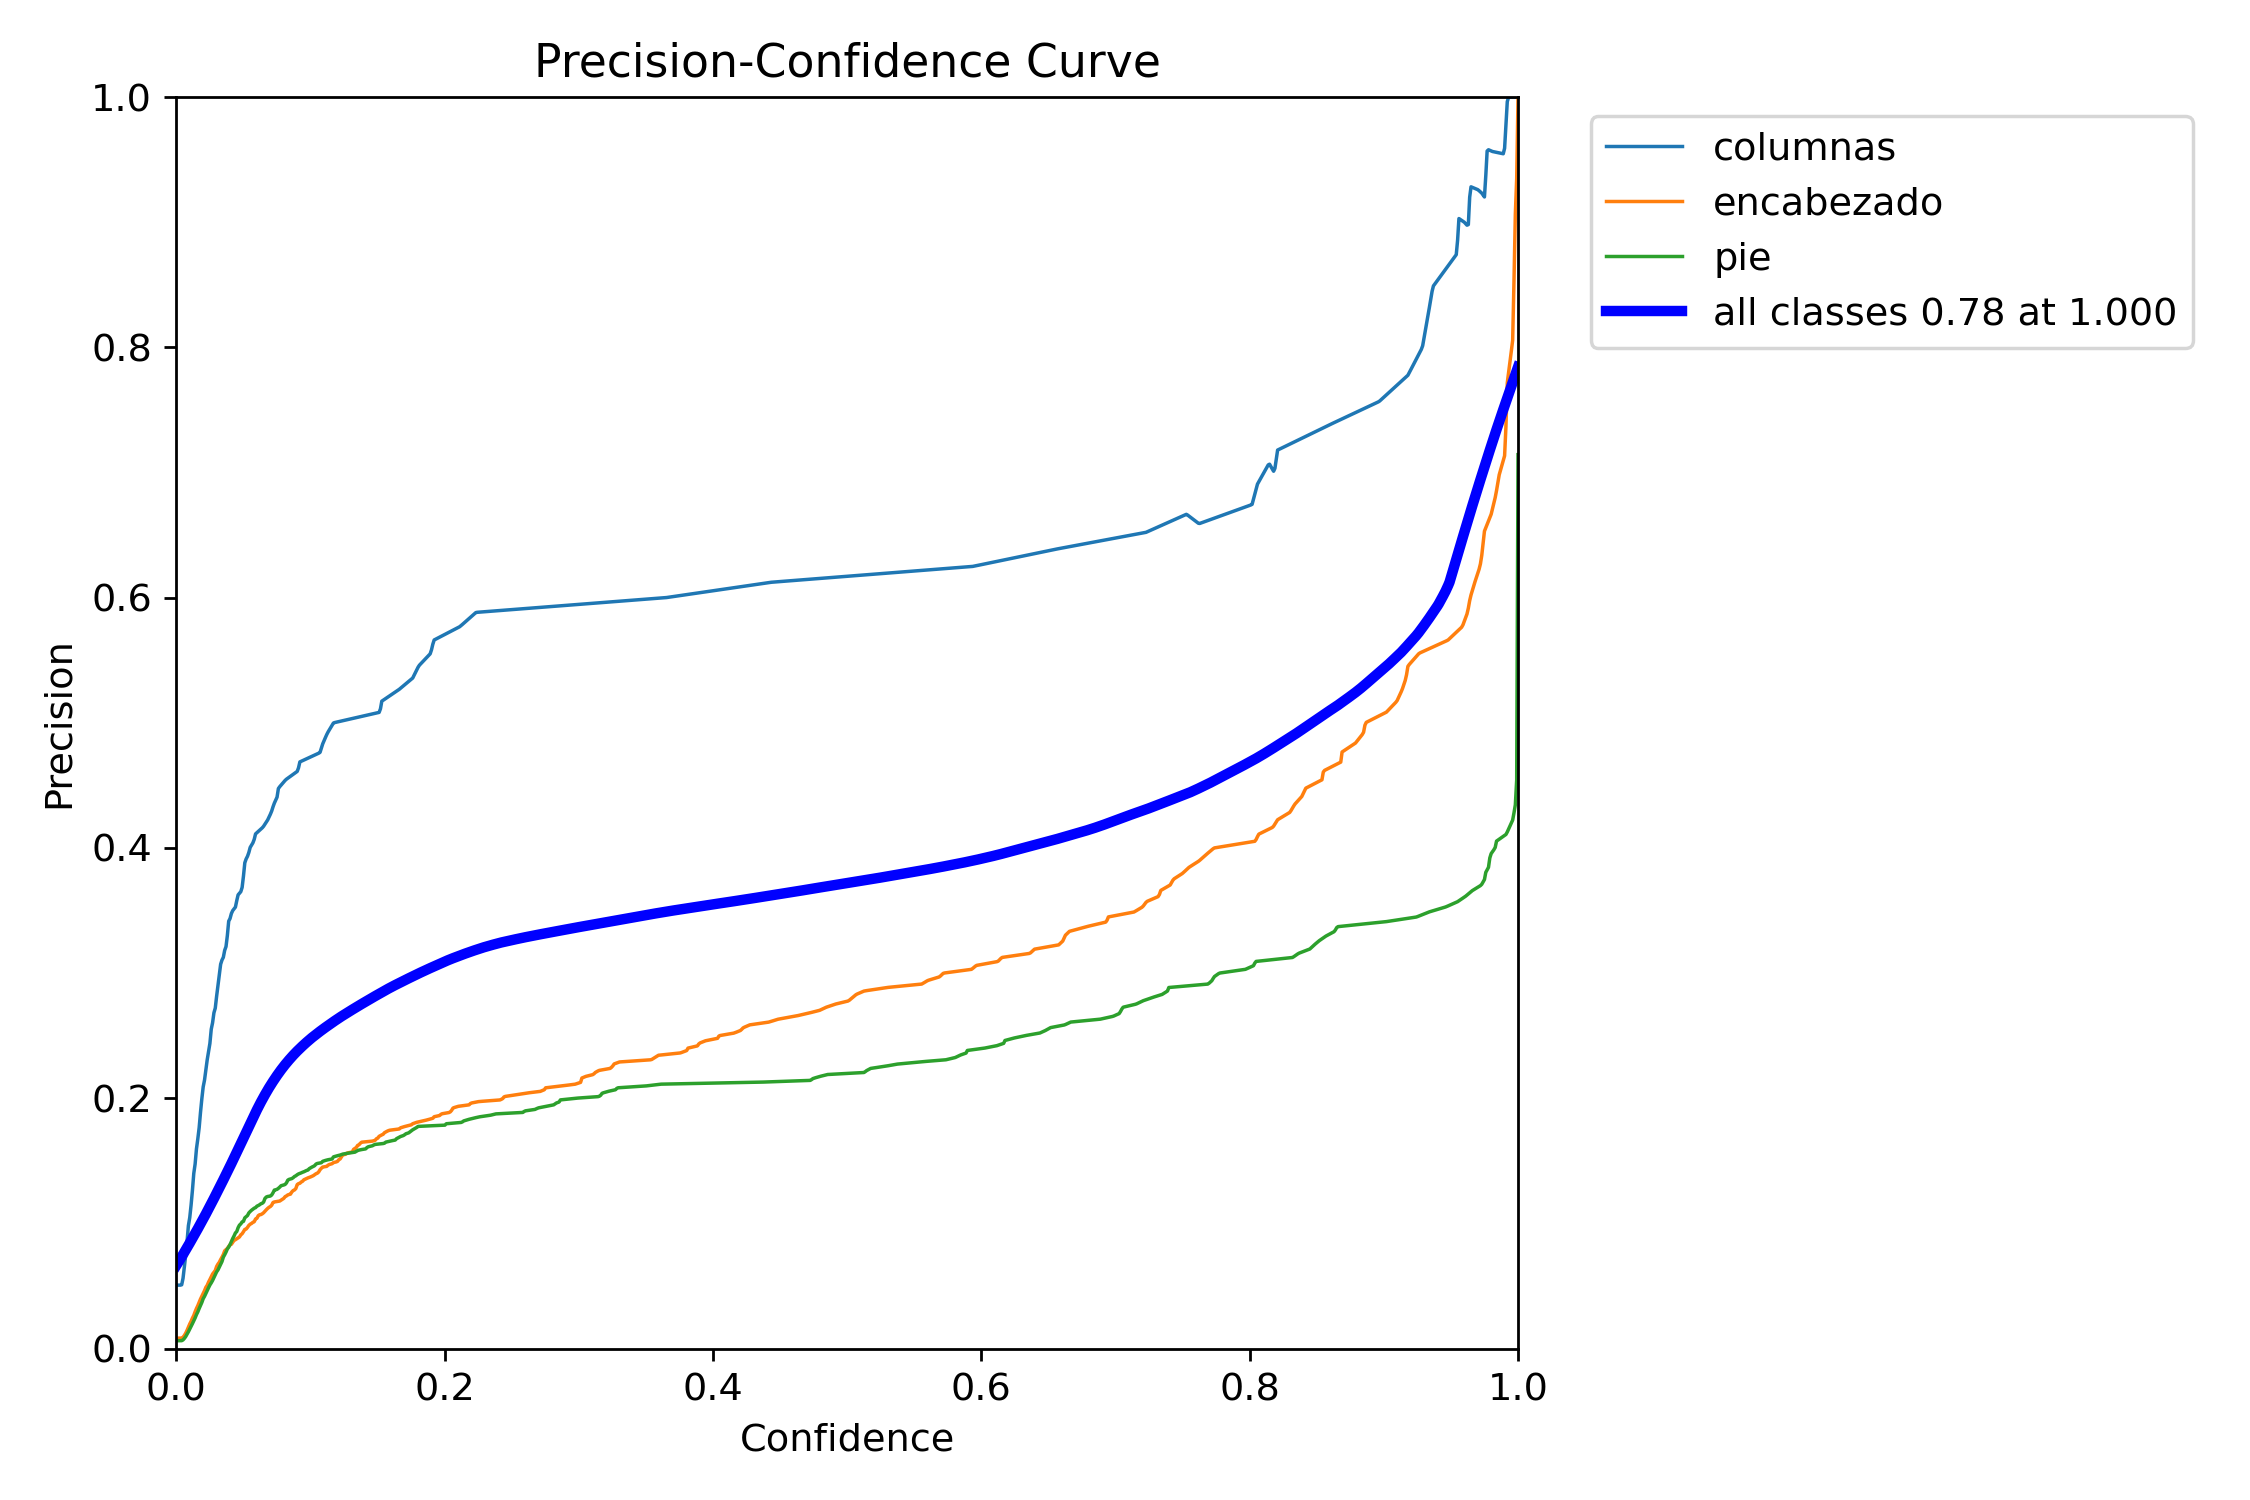 Precision-Confidence Curve
1.0
0.8
0.6
0.4
0.2
0.0
Precision
0.0 0.2 0.4 0.6 0.8 1.0
Confidence
columnas
encabezado
pie
all classes 0.78 at 1.000